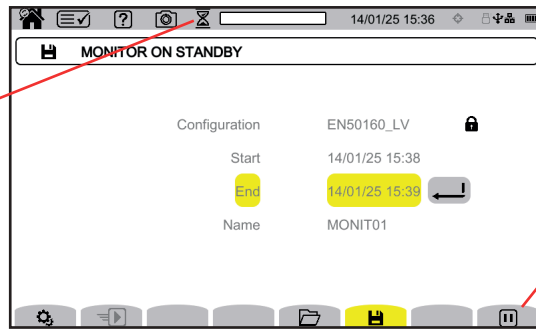 14/01/25 15:36
MONITOR ON STANDBY
Configuration EN50160_LV
Start 14/01/25 15:38
End 14/01/25 15:39
Name MONIT01